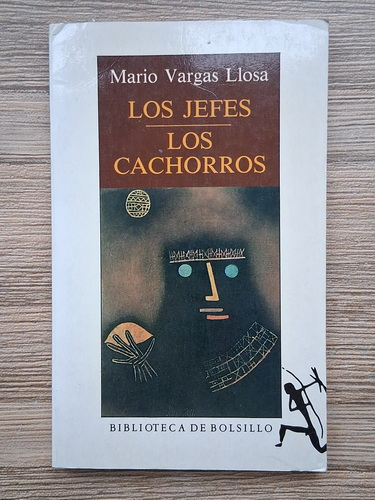 Mario Vargas Llosa
LOS JEFES
LOS
CACHORROS
BIBLIOTECA DE BOLSILLO